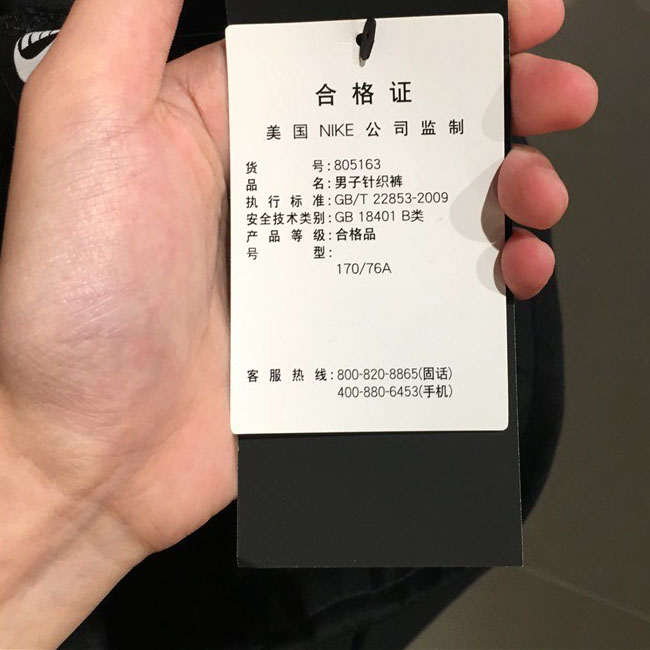 合格证
美国 NIKE 公司监制
货号:805163
品名:男子针织裤
执行标准:GB/T 22853-2009
安全技术类别:GB 18401 B类
产品等级:合格品
号型:
170/76A
客服热线:800-820-8865(固话)
400-880-6453(手机)